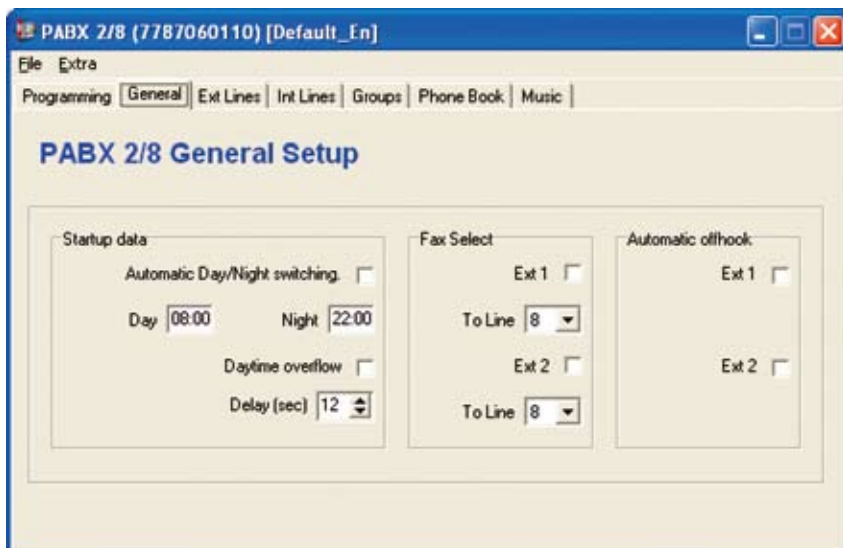 PABX 2/8 (7787060110) [Default_En]
File Extra
Programming General Ext Lines Int Lines Groups Phone Book Music
PABX 2/8 General Setup
Startup data
Automatic Day/Night switching.
Day 08:00 Night 22:00
Daytime overflow
Delay (sec) 12
Fax Select
Ext 1
To Line 8
Ext 2
To Line 8
Automatic offhook
Ext 1
Ext 2